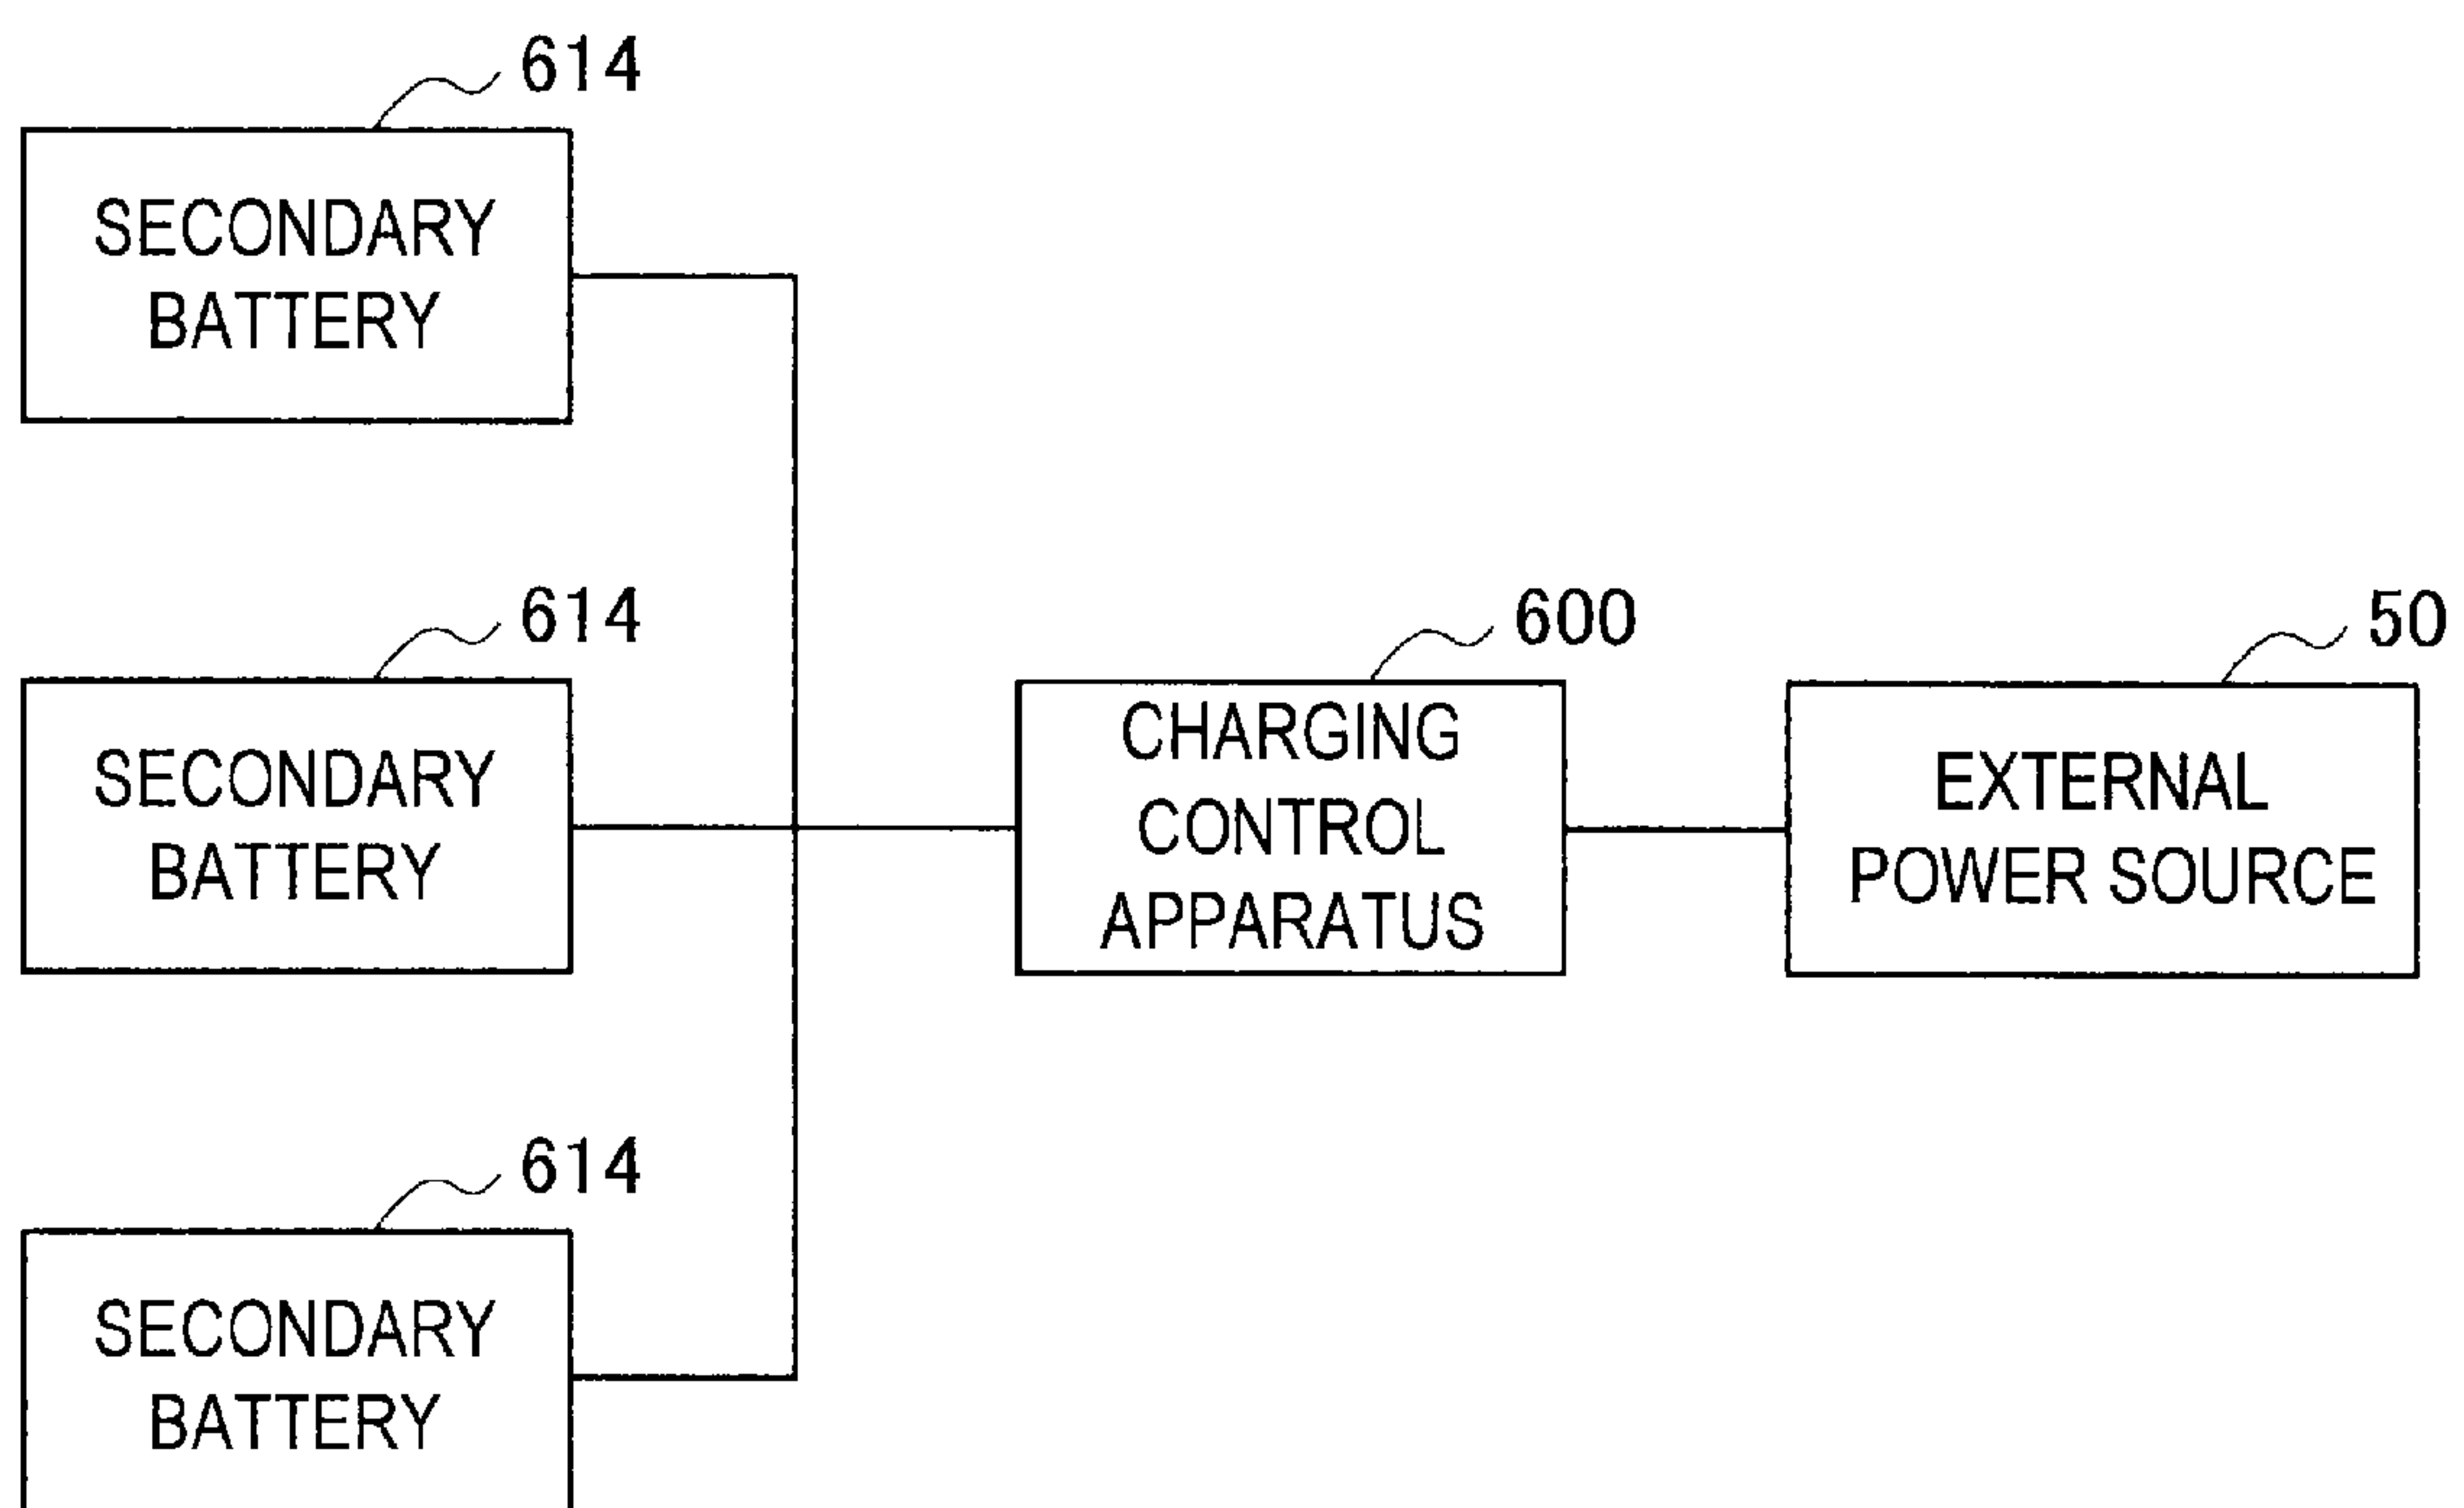 614
SECONDARY
BATTERY
614
SECONDARY
BATTERY
600
CHARGING
CONTROL
APPARATUS
50
EXTERNAL
POWER SOURCE
614
SECONDARY
BATTERY